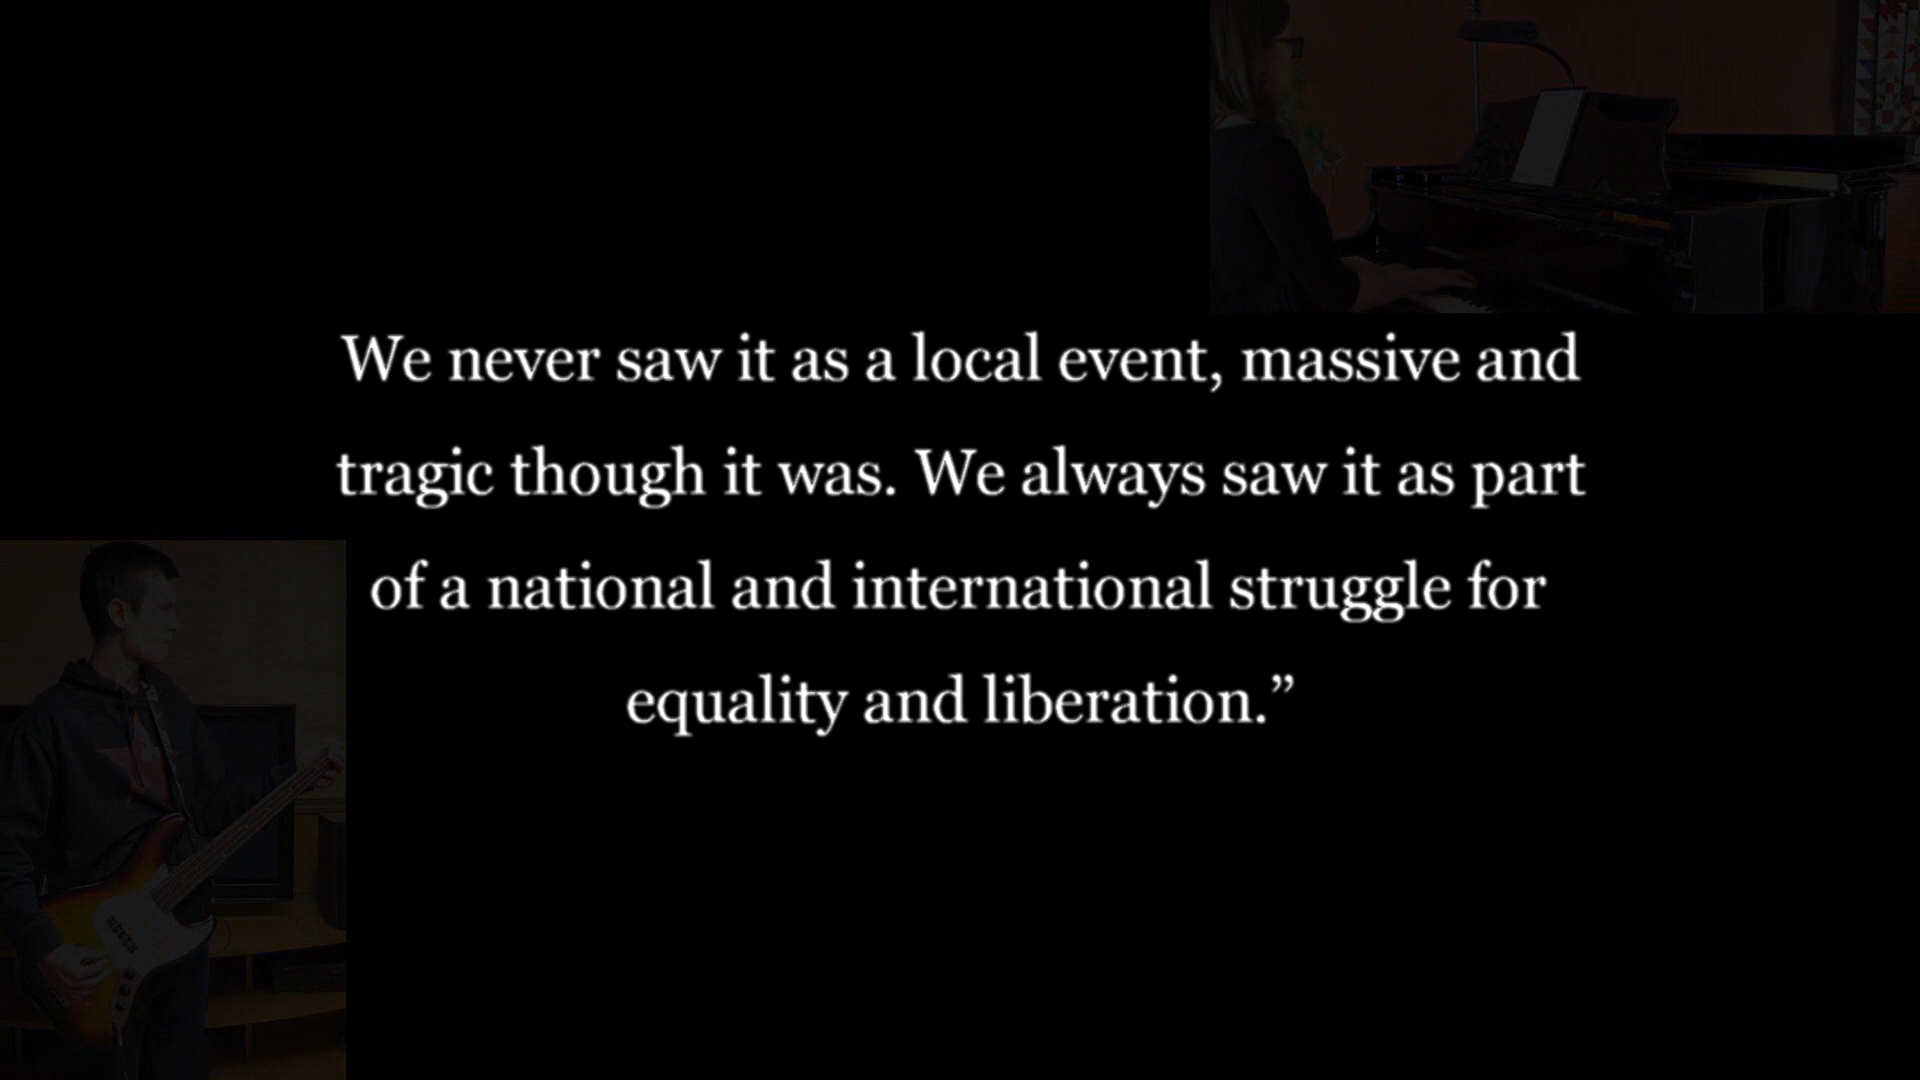 We never saw it as a local event, massive and
tragic though it was. We always saw it as part
of a national and international struggle for
equality and liberation.”